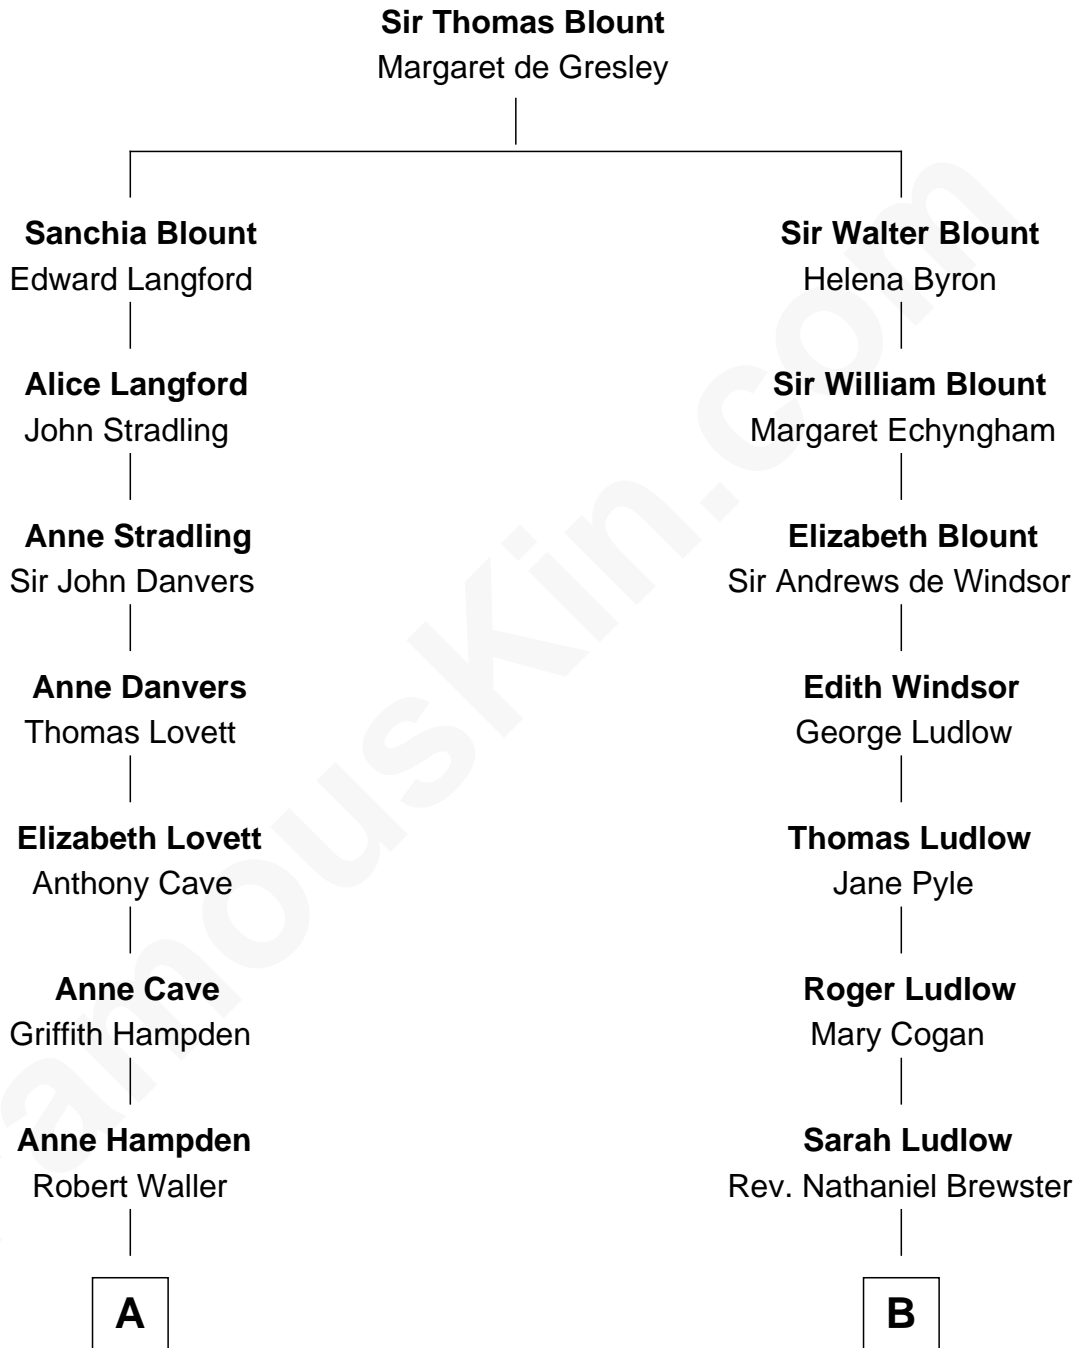 Sir Thomas Blount
Margaret de Gresley
Sanchia Blount
Edward Langford
Alice Langford
John Stradling
Anne Stradling
Sir John Danvers
Anne Danvers
Thomas Lovett
Elizabeth Lovett
Anthony Cave
Anne Cave
Griffith Hampden
Anne Hampden
Robert Waller
A
Sir Walter Blount
Helena Byron
Sir William Blount
Margaret Echyngham
Elizabeth Blount
Sir Andrews de Windsor
Edith Windsor
George Ludlow
Thomas Ludlow
Jane Pyle
Roger Ludlow
Mary Cogan
Sarah Ludlow
Rev. Nathaniel Brewster
B
amouskin.com